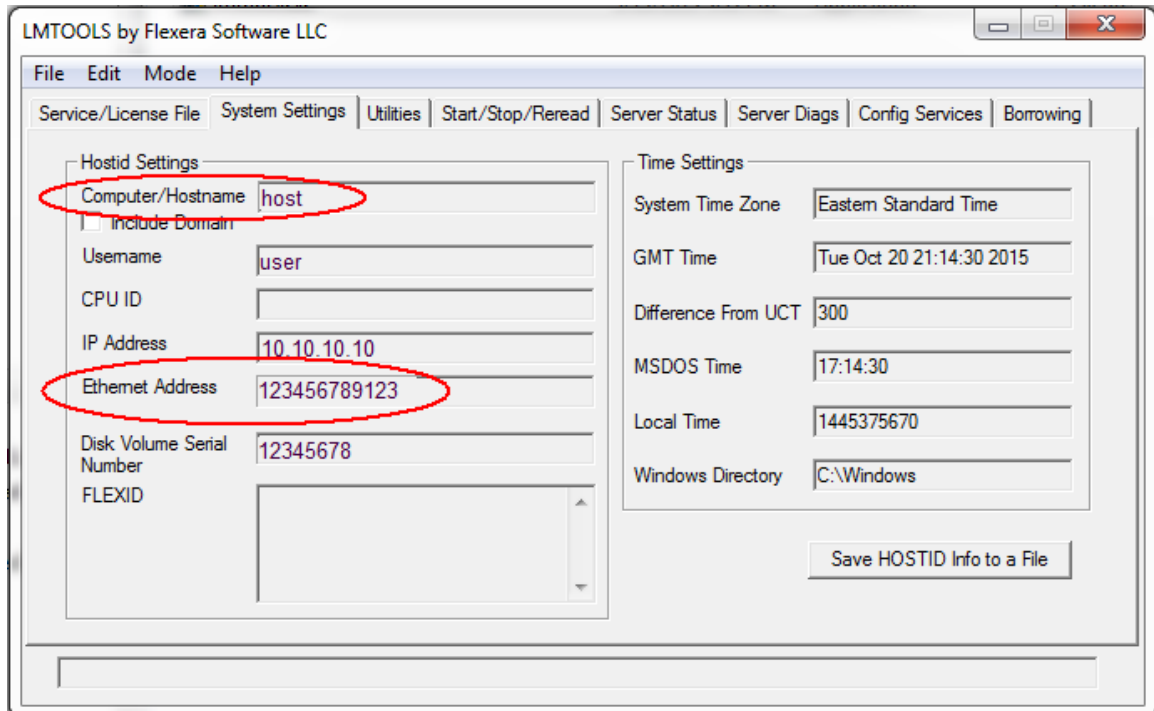 LMTOOLS by Flexera Software LLC
File Edit Mode Help
Service/License File System Settings Utilities Start/Stop/Reread Server Status Server Diags Config Services Borrowing
Hostid Settings
Computer/Hostname host
Include Domain
Username user
CPU ID
IP Address 10.10.10.10
Ethernet Address 123456789123
Disk Volume Serial
Number 12345678
FLEXID
Time Settings
System Time Zone Eastern Standard Time
GMT Time Tue Oct 20 21:14:30 2015
Difference From UCT 300
MSDOS Time 17:14:30
Local Time 1445375670
Windows Directory C:\Windows
Save HOSTID Info to a File